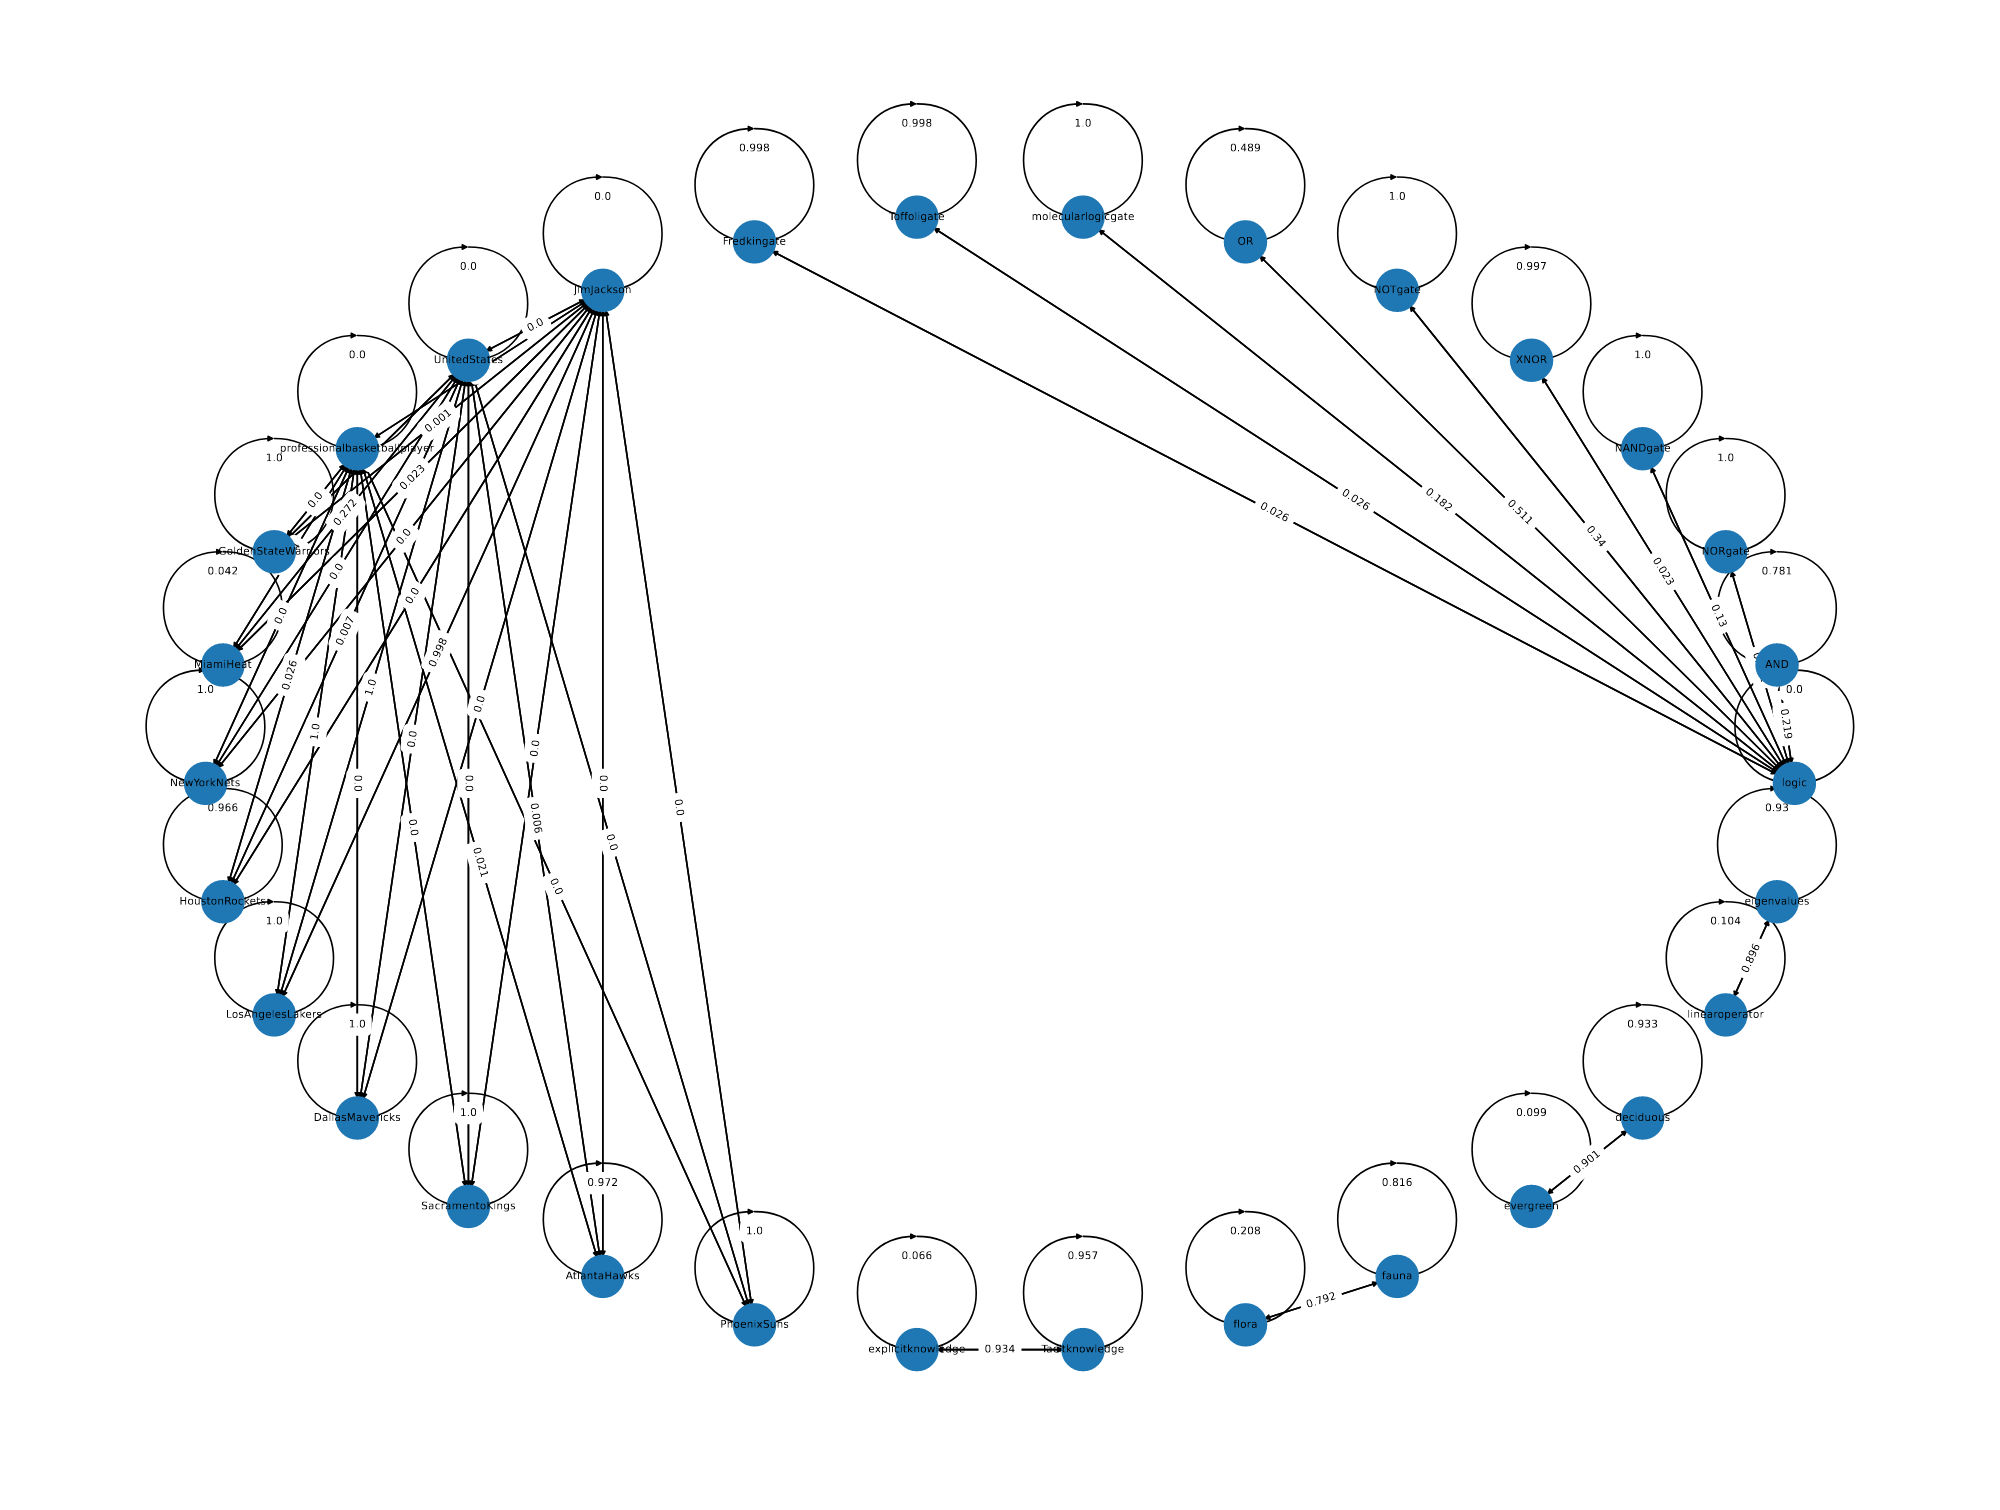 0.998
1.0
0.998
0.489
0.0
1.0
Toffoligate
molecularlogicgate
Fredkingate
OR
0.0
0.997
JimJackson
NOTgate
0.0
0.0
1.0
UnitedStates
XNOR
0.001
professionalbasketballplayer
NANDgate
1.0
1.0
0.023
0.0
0.026
0.026
0.182
0.511
0.272
0.34
0.0
GoldenStateWarriors
NORgate
0.042
0.781
0.0
0.023
0.0
0.0
0.13
0.007
0.998
MiamiHeat
AND
0.026
1.0
1.0
0.0
0.0
0.219
1.0
0.0
0.0
NewYorkNets
0.0
0.0
0.0
logic
0.966
0.0
0.93
0.006
0.0
0.0
0.021
0.0
HoustonRockets
eigenvalues
1.0
0.104
0.896
LosAngelesLakers
linearoperator
1.0
0.933
DallasMavericks
deciduous
1.0
0.099
0.901
0.972
0.816
SacramentoKings
evergreen
1.0
0.208
0.066
0.957
AtlantaHawks
fauna
0.792
PhoenixSuns
flora
explicitknowledge
0.934
Tacitknowledge